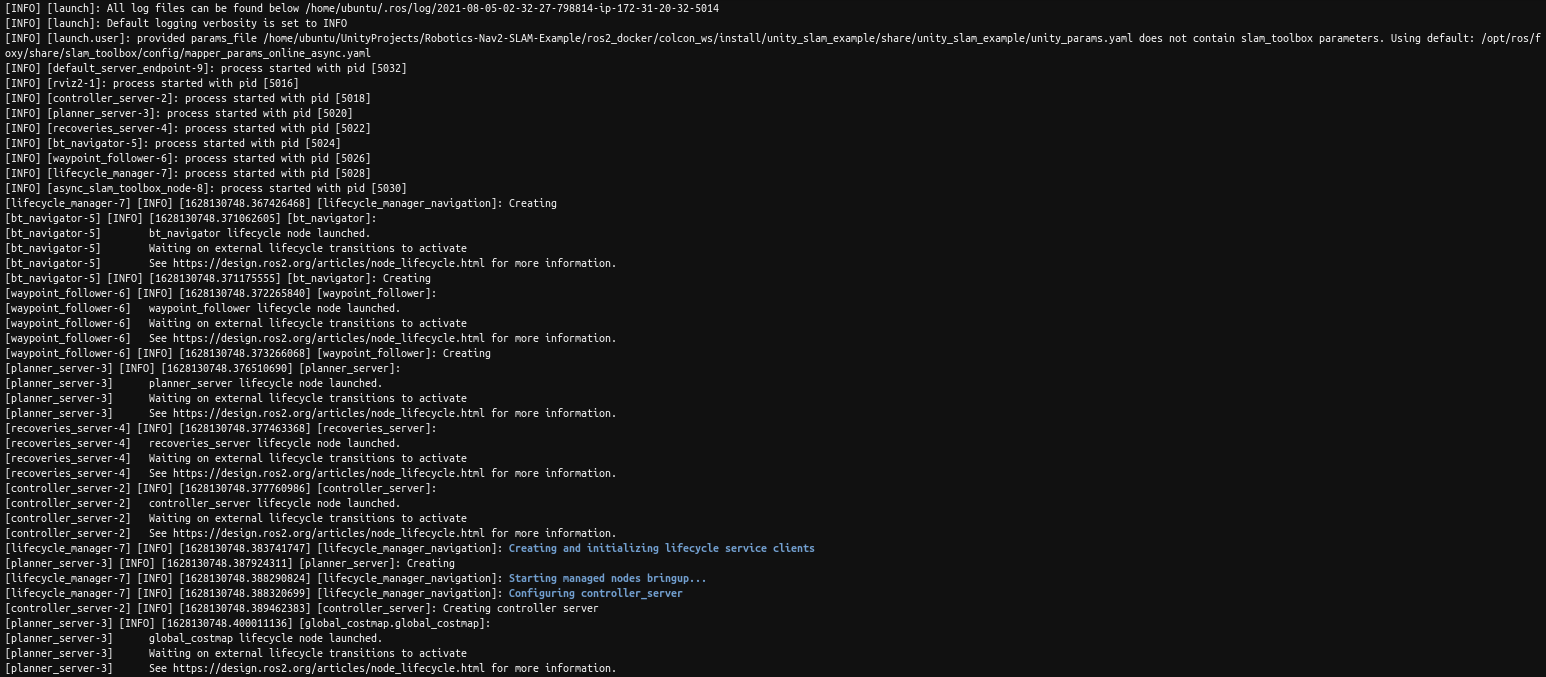 [INFO] [launch]: All log files can be found below /home/ubuntu/.ros/log/2021-08-05-02-32-27-798814-ip-172-31-20-32-5014
[INFO] [launch]: Default logging verbosity is set to INFO
[INFO] [launch.user]: provided params_file /home/ubuntu/UnityProjects/Robotics-Nav2-SLAM-Example/ros2_docker/colcon_ws/install/unity_slam_example/share/unity_slam_example/unity_params.yaml does not contain slam_toolbox parameters. Using default: /opt/ros/f
oxy/share/slam_toolbox/config/mapper_params_online_async.yaml
[INFO] [default_server_endpoint-9]: process started with pid [5032]
[INFO] [rviz2-1]: process started with pid [5016]
[INFO] [controller_server-2]: process started with pid [5018]
[INFO] [planner_server-3]: process started with pid [5020]
[INFO] [recoveries_server-4]: process started with pid [5022]
[INFO] [bt_navigator-5]: process started with pid [5024]
[INFO] [waypoint_follower-6]: process started with pid [5026]
[INFO] [lifecycle_manager-7]: process started with pid [5028]
[INFO] [async_slam_toolbox_node-8]: process started with pid [5030]
[lifecycle_manager-7] [INFO] [1628130748.367426468] [lifecycle_manager_navigation]: Creating
[bt_navigator-5] [INFO] [1628130748.371062605] [bt_navigator]:
[bt_navigator-5] bt_navigator lifecycle node launched.
[bt_navigator-5] Waiting on external lifecycle transitions to activate
[bt_navigator-5] See https://design.ros2.org/articles/node_lifecycle.html for more information.
[bt_navigator-5] [INFO] [1628130748.371175555] [bt_navigator]: Creating
[waypoint_follower-6] [INFO] [1628130748.372265840] [waypoint_follower]:
[waypoint_follower-6] waypoint_follower lifecycle node launched.
[waypoint_follower-6] Waiting on external lifecycle transitions to activate
[waypoint_follower-6] See https://design.ros2.org/articles/node_lifecycle.html for more information.
[waypoint_follower-6] [INFO] [1628130748.373266068] [waypoint_follower]: Creating
[planner_server-3] [INFO] [1628130748.376510690] [planner_server]:
[planner_server-3] planner_server lifecycle node launched.
[planner_server-3] Waiting on external lifecycle transitions to activate
[planner_server-3] See https://design.ros2.org/articles/node_lifecycle.html for more information.
[recoveries_server-4] [INFO] [1628130748.377463368] [recoveries_server]:
[recoveries_server-4] recoveries_server lifecycle node launched.
[recoveries_server-4] Waiting on external lifecycle transitions to activate
[recoveries_server-4] See https://design.ros2.org/articles/node_lifecycle.html for more information.
[controller_server-2] [INFO] [1628130748.377760986] [controller_server]:
[controller_server-2] controller_server lifecycle node launched.
[controller_server-2] Waiting on external lifecycle transitions to activate
[controller_server-2] See https://design.ros2.org/articles/node_lifecycle.html for more information.
[lifecycle_manager-7] [INFO] [1628130748.383741747] [lifecycle_manager_navigation]: Creating and initializing lifecycle service clients
[planner_server-3] [INFO] [1628130748.387924311] [planner_server]: Creating
[lifecycle_manager-7] [INFO] [1628130748.388290824] [lifecycle_manager_navigation]: Starting managed nodes bringup...
[lifecycle_manager-7] [INFO] [1628130748.388320699] [lifecycle_manager_navigation]: Configuring controller_server
[controller_server-2] [INFO] [1628130748.389462383] [controller_server]: Creating controller server
[planner_server-3] [INFO] [1628130748.400011136] [global_costmap.global_costmap]:
[planner_server-3] global_costmap lifecycle node launched.
[planner_server-3] Waiting on external lifecycle transitions to activate
[planner_server-3] See https://design.ros2.org/articles/node_lifecycle.html for more information.